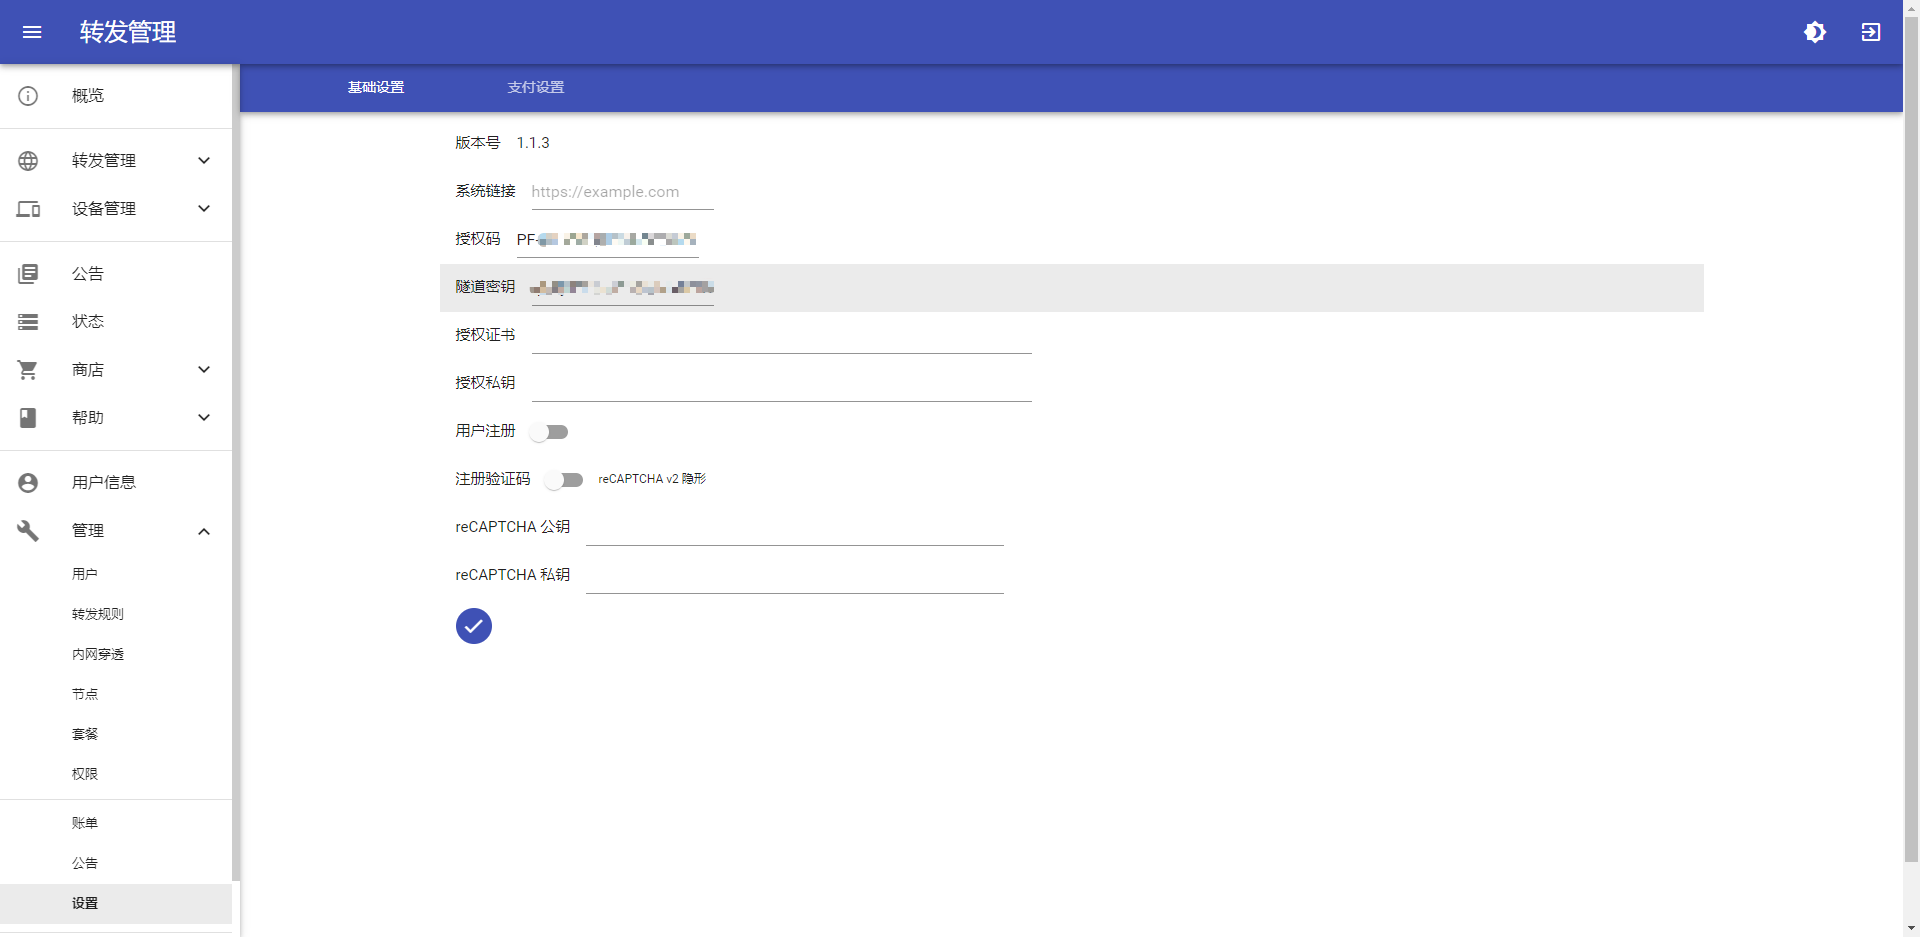 转发管理
概览
转发管理
设备管理
公告
状态
商店
帮助
用户信息
管理
用户
转发规则
内网穿透
节点
套餐
权限
账单
公告
设置
基础设置
支付设置
版本号 1.1.3
系统链接 https://example.com
授权码 PF-
隧道密钥
授权证书
授权私钥
用户注册
注册验证码 reCAPTCHA v2 隐形
reCAPTCHA 公钥
reCAPTCHA 私钥